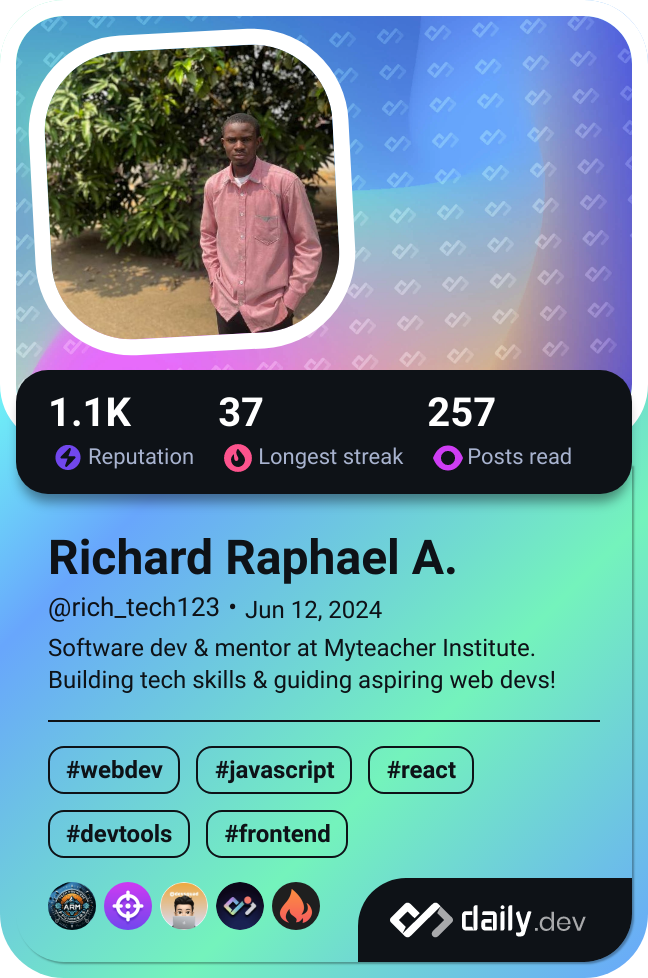 1.1K 37 257
Reputation Longest streak Posts read
Richard Raphael A.
@rich_tech123 • Jun 12, 2024
Software dev & mentor at Myteacher Institute.
Building tech skills & guiding aspiring web devs!
#webdev #javascript #react
#devtools #frontend
ARM
daily.dev